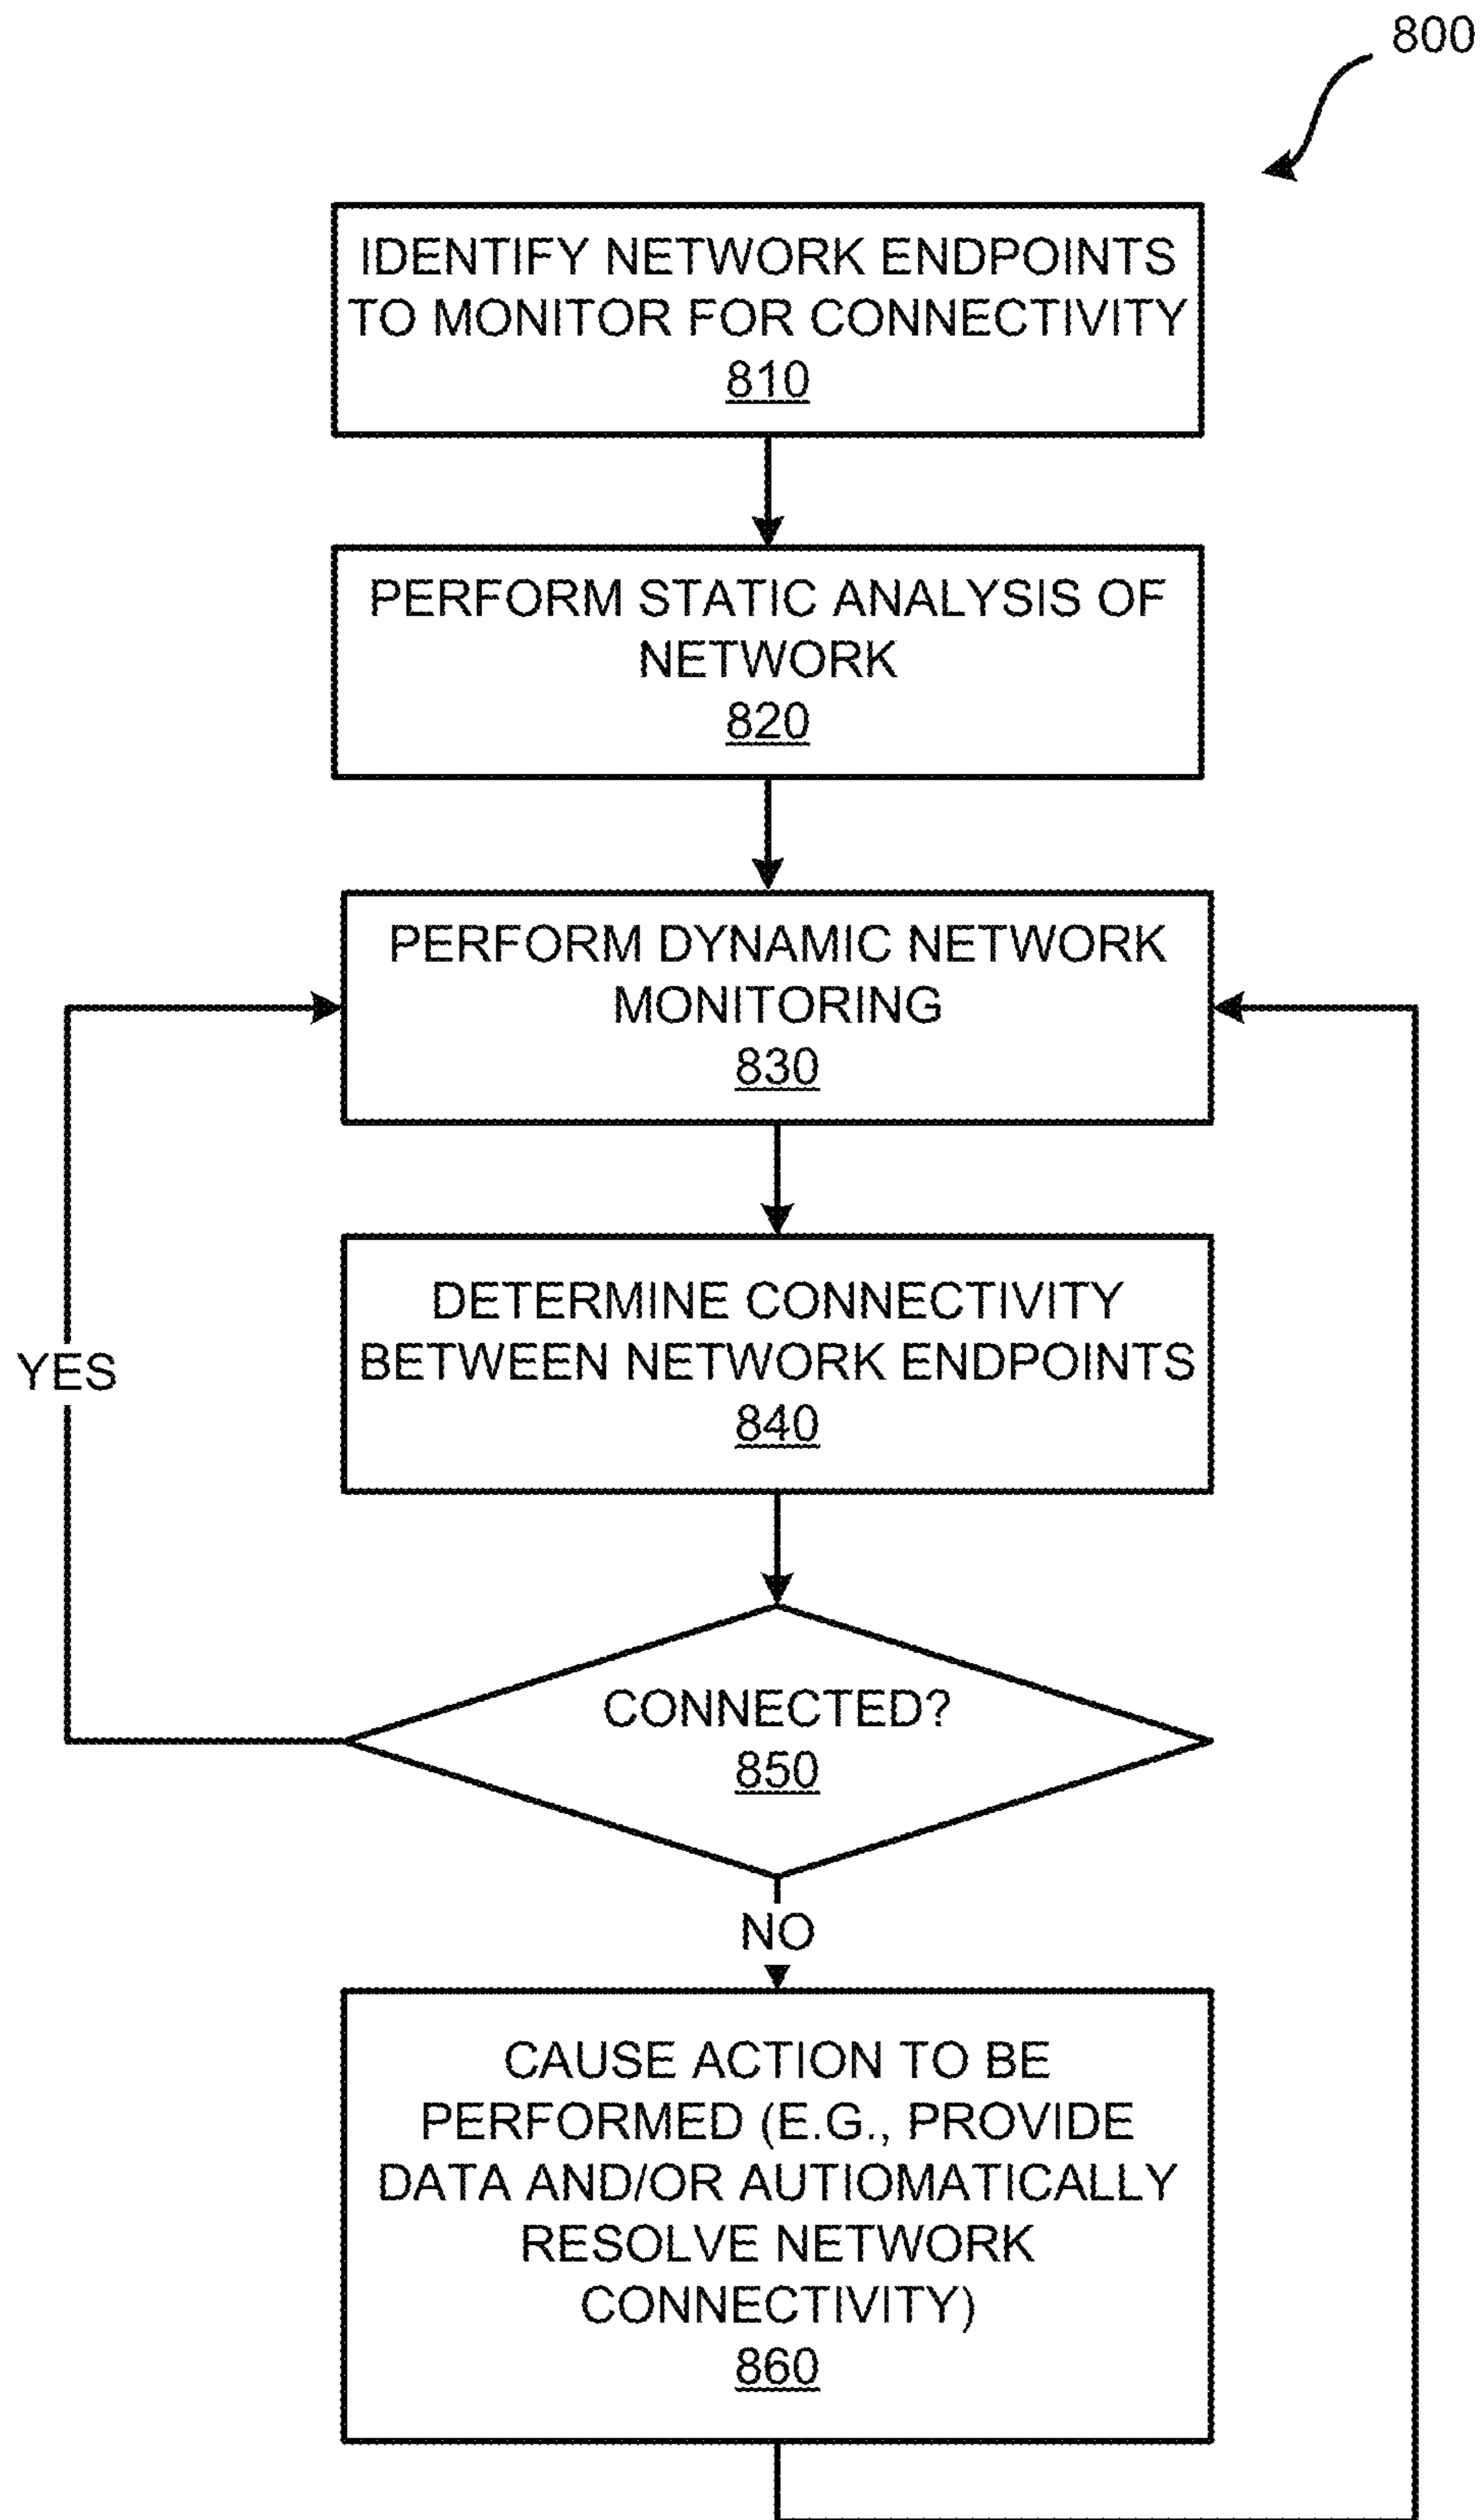 800
IDENTIFY NETWORK ENDPOINTS
TO MONITOR FOR CONNECTIVITY
810
PERFORM STATIC ANALYSIS OF
NETWORK
820
PERFORM DYNAMIC NETWORK
MONITORING
830
DETERMINE CONNECTIVITY
BETWEEN NETWORK ENDPOINTS
840
YES
CONNECTED?
850
NO
CAUSE ACTION TO BE
PERFORMED (E.G., PROVIDE
DATA AND/OR AUTIOMATICALLY
RESOLVE NETWORK
CONNECTIVITY)
860